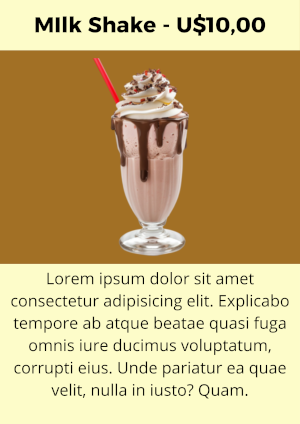 MIlk Shake - U$10,00
Lorem ipsum dolor sit amet
consectetur adipisicing elit. Explicabo
tempore ab atque beatae quasi fuga
omnis iure ducimus voluptatum,
corrupti eius. Unde pariatur ea quae
velit, nulla in iusto? Quam.